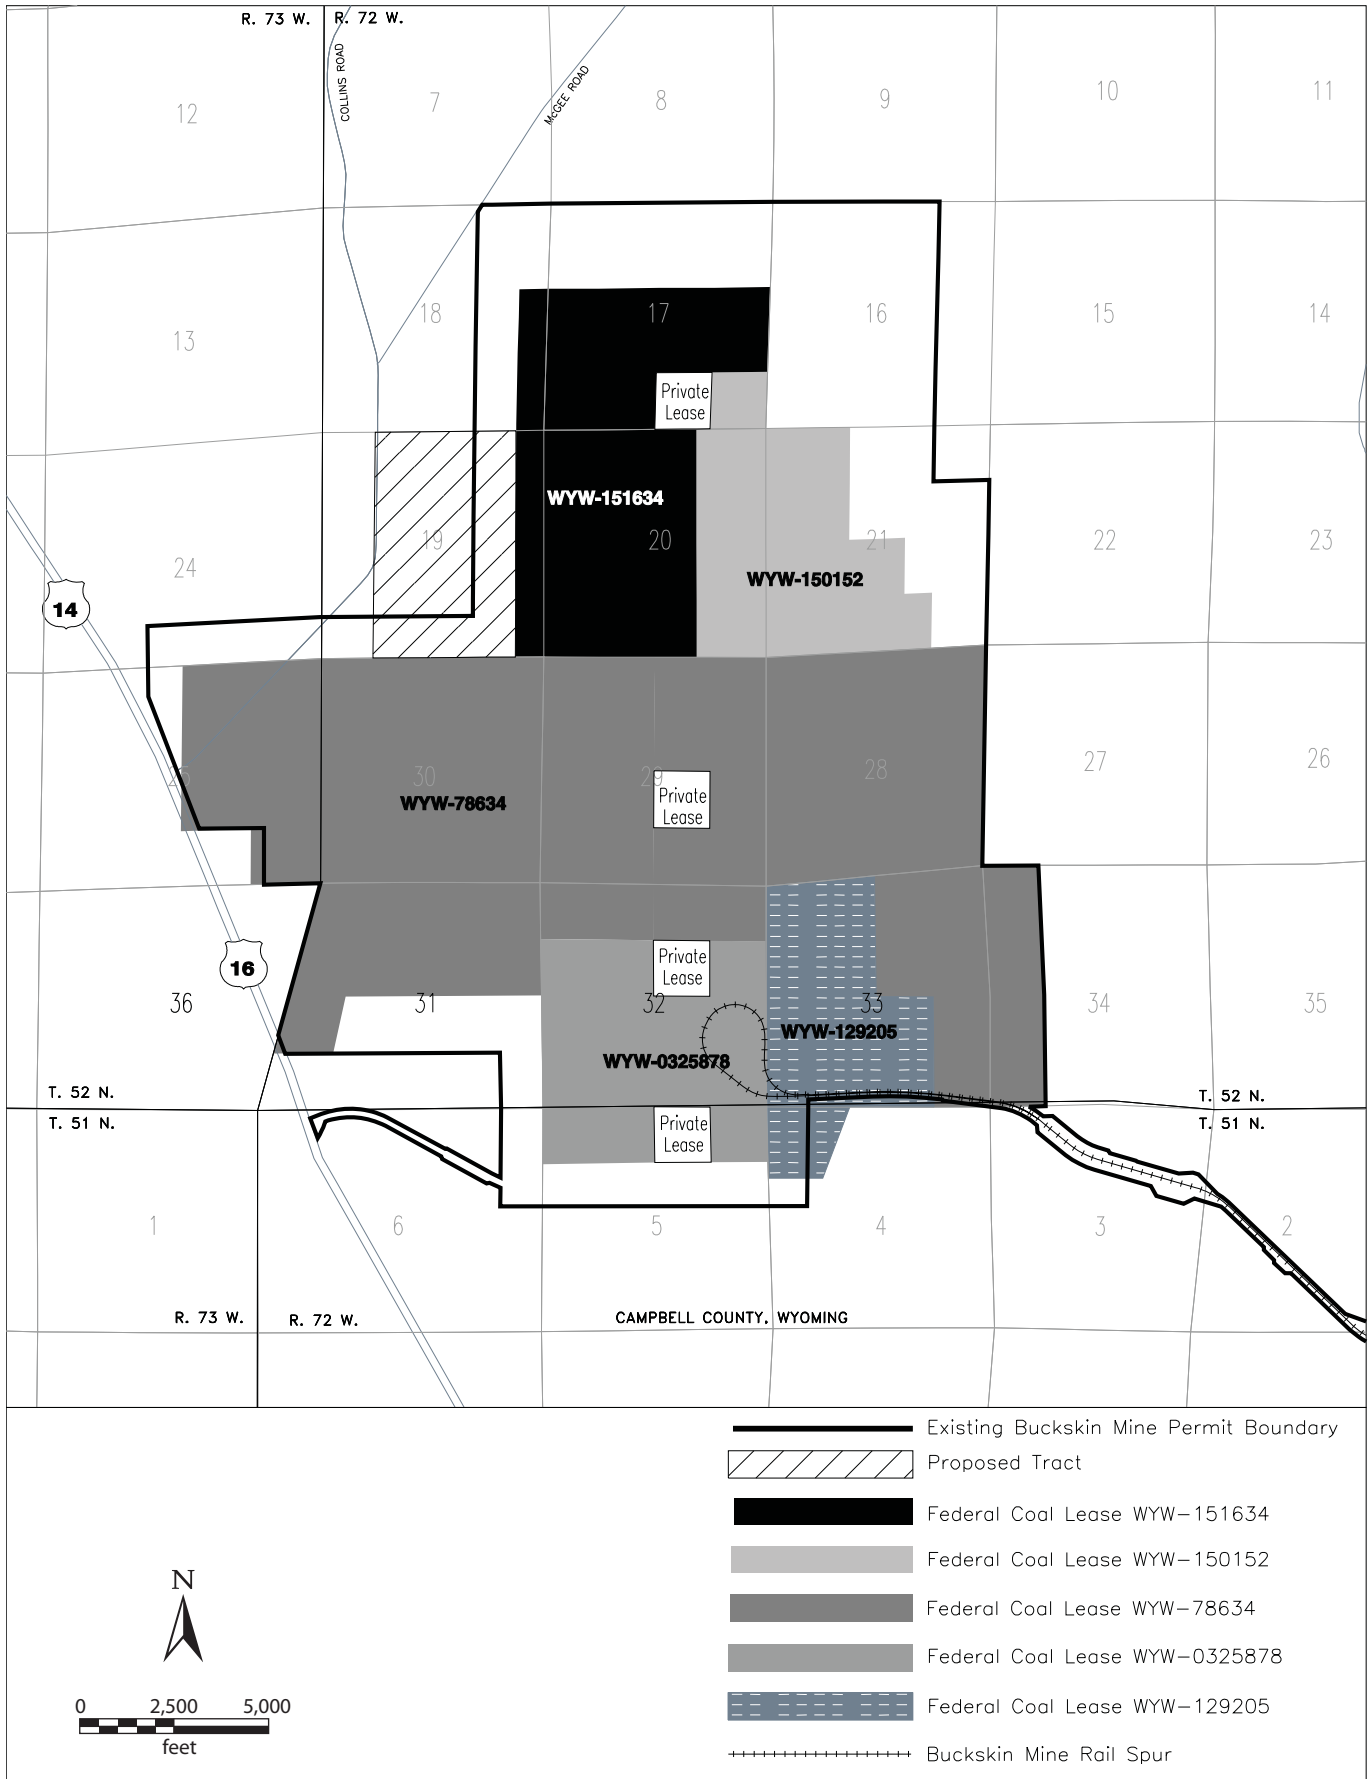 R. 73 W. R. 72 W.
COLLINS ROAD
McGEE ROAD
12 7 8 9 10 11
13 18 17 16 15 14
Private
Lease
WYW-151634
24 19 20 21 22 23
WYW-150152
14
25 30 29 28 27 26
WYW-78634
Private
Lease
Private
Lease
16
36 31 32 33 34 35
WYW-129205
WYW-0325878
T. 52 N. T. 52 N.
T. 51 N. T. 51 N.
Private
Lease
1 6 5 4 3 2
R. 73 W. R. 72 W.
CAMPBELL COUNTY, WYOMING
Existing Buckskin Mine Permit Boundary
Proposed Tract
Federal Coal Lease WYW-151634
Federal Coal Lease WYW-150152
Federal Coal Lease WYW-78634
Federal Coal Lease WYW-0325878
Federal Coal Lease WYW-129205
Buckskin Mine Rail Spur
N
0 2,500 5,000
feet